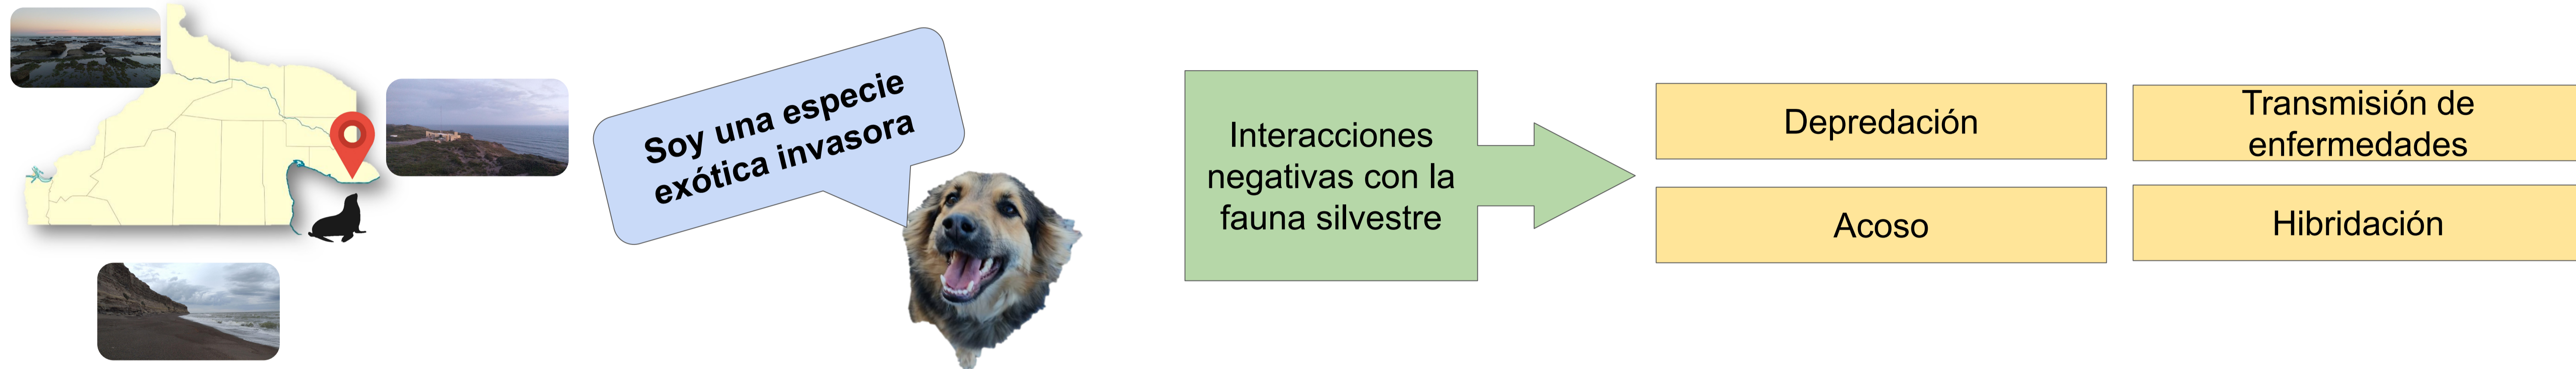 Soy una especie
exótica invasora
Interacciones
negativas con la
fauna silvestre
Depredación
Acoso
Transmisión de
enfermedades
Hibridación